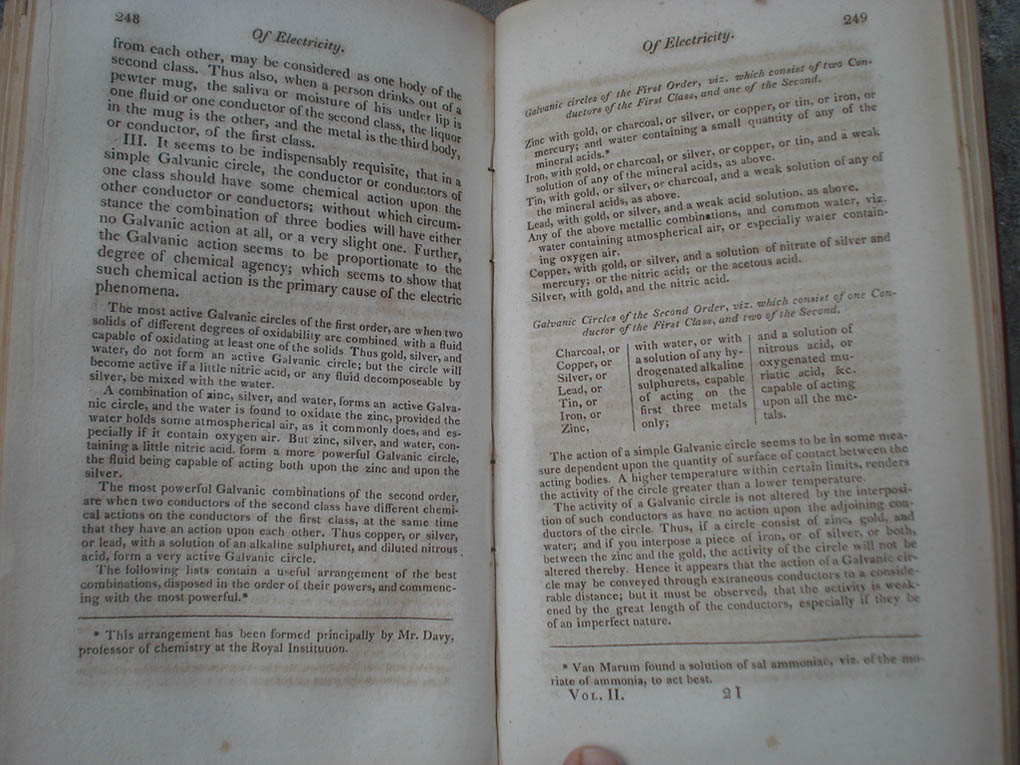 248
Of Electricity.
from each other, may be considered as one body of the
second class. Thus also, when a person drinks out of a
pewter mug, the saliva or moisture of his under lip is
one fluid or one conductor of the second class, the liquor
in the mug is the other, and the metal is the third body,
or conductor, of the first class.
III. It seems to be indispensably requisite, that in a
simple Galvanic circle, the conductor or conductors of
one class should have some chemical action upon the
other conductor or conductors; without which circum-
stance the combination of three bodies will have either
no Galvanic action at all, or a very slight one. Further,
the Galvanic action seems to be proportionate to the
degree of chemical agency; which seems to show that
such chemical action is the primary cause of the electric
phenomena.
The most active Galvanic circles of the first order, are when two
solids of different degrees of oxidability are combined with a fluid
capable of oxidating at least one of the solids. Thus gold, silver, and
water, do not form an active Galvanic circle; but the circle will
become active if a little nitric acid, or any fluid decomposeable by
silver, be mixed with the water.
A combination of zinc, silver, and water, forms an active Galva-
nic circle, and the water is found to oxidate the zinc, provided the
water holds some atmospherical air, as it commonly does, and es-
pecially if it contain oxygen air. But zinc, silver, and water, con-
taining a little nitric acid, form a more powerful Galvanic circle,
the fluid being capable of acting both upon the zinc and upon the
silver.
The most powerful Galvanic combinations of the second order,
are when two conductors of the second class have different chemi-
cal actions on the conductors of the first class, at the same time
that they have an action upon each other. Thus copper, or silver,
or lead, with a solution of an alkaline sulphuret, and diluted nitrous
acid, form a very active Galvanic circle.
The following lists contain a useful arrangement of the best
combinations, disposed in the order of their powers, and commenc-
ing with the most powerful.*
* This arrangement has been formed principally by Mr. Davy,
professor of chemistry at the Royal Institution.
249
Of Electricity.
Galvanic circles of the First Order, viz. which consist of two Con-
ductors of the First Class, and one of the Second.
Zinc with gold, or charcoal, or silver, or copper, or tin, or iron, or
mercury; and water containing a small quantity of any of the
mineral acids.*
Iron, with gold, or charcoal, or silver, or copper, or tin, and a weak
solution of any of the mineral acids, as above.
Tin, with gold, or silver, or charcoal, and a weak solution of any of
the mineral acids, as above.
Lead, with gold, or silver, and a weak acid solution, as above.
Any of the above metallic combinations, and common water, viz.
water containing atmospherical air, or especially water contain-
ing oxygen air.
Copper, with gold, or silver, and a solution of nitrate of silver and
mercury; or the nitric acid; or the acetous acid.
Silver, with gold, and the nitric acid.
Galvanic Circles of the Second Order, viz. which consist of one Con-
ductor of the First Class, and two of the Second.
Charcoal, or
Copper, or
Silver, or
Lead, or
Tin, or
Iron, or
Zinc,
with water, or with
a solution of any hy-
drogenated alkaline
sulphurets, capable
of acting on the
first three metals
only;
and a solution of
nitrous acid, or
oxygenated mu-
riatic acid, &c.
capable of acting
upon all the me-
tals.
The action of a simple Galvanic circle seems to be in some mea-
sure dependent upon the quantity of surface of contact between the
acting bodies. A higher temperature within certain limits, renders
the activity of the circle greater than a lower temperature.
The activity of a Galvanic circle is not altered by the interposi-
tion of such conductors as have no action upon the adjoining con-
ductors of the circle. Thus, if a circle consist of zinc, gold, and
water; and if you interpose a piece of iron, or of silver, or both,
between the zinc and the gold, the activity of the circle will not be
altered thereby. Hence it appears that the action of a Galvanic cir-
cle may be conveyed through extraneous conductors to a conside-
rable distance; but it must be observed, that the activity is weak-
ened by the great length of the conductors, especially if they be
of an imperfect nature.
* Van Marum found a solution of sal ammoniac, viz. of the mu-
riate of ammonia, to act best.
VOL. II. 2 I